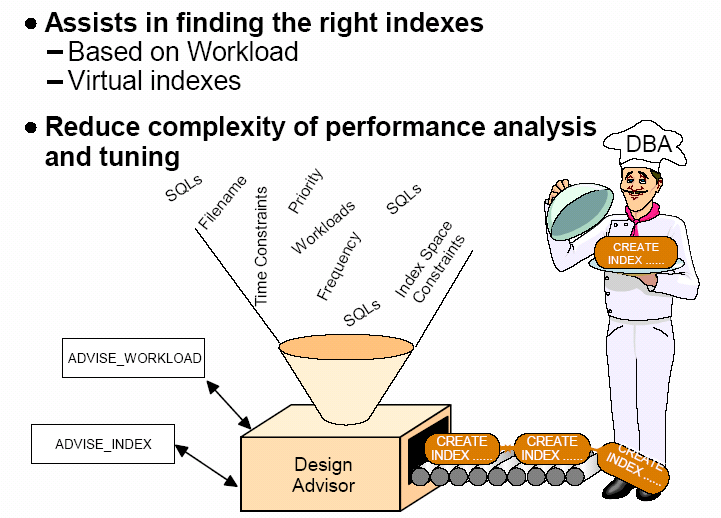 ● Assists in finding the right indexes
– Based on Workload
– Virtual indexes
● Reduce complexity of performance analysis
and tuning
DBA
SQLs
Filename
Time Constraints
Priority
Workloads
Frequency
SQLs
SQLs
Index Space
Constraints
CREATE
INDEX ......
ADVISE_WORKLOAD
ADVISE_INDEX
Design
Advisor
CREATE
INDEX ......
CREATE
INDEX ......
CREATE
INDEX ......